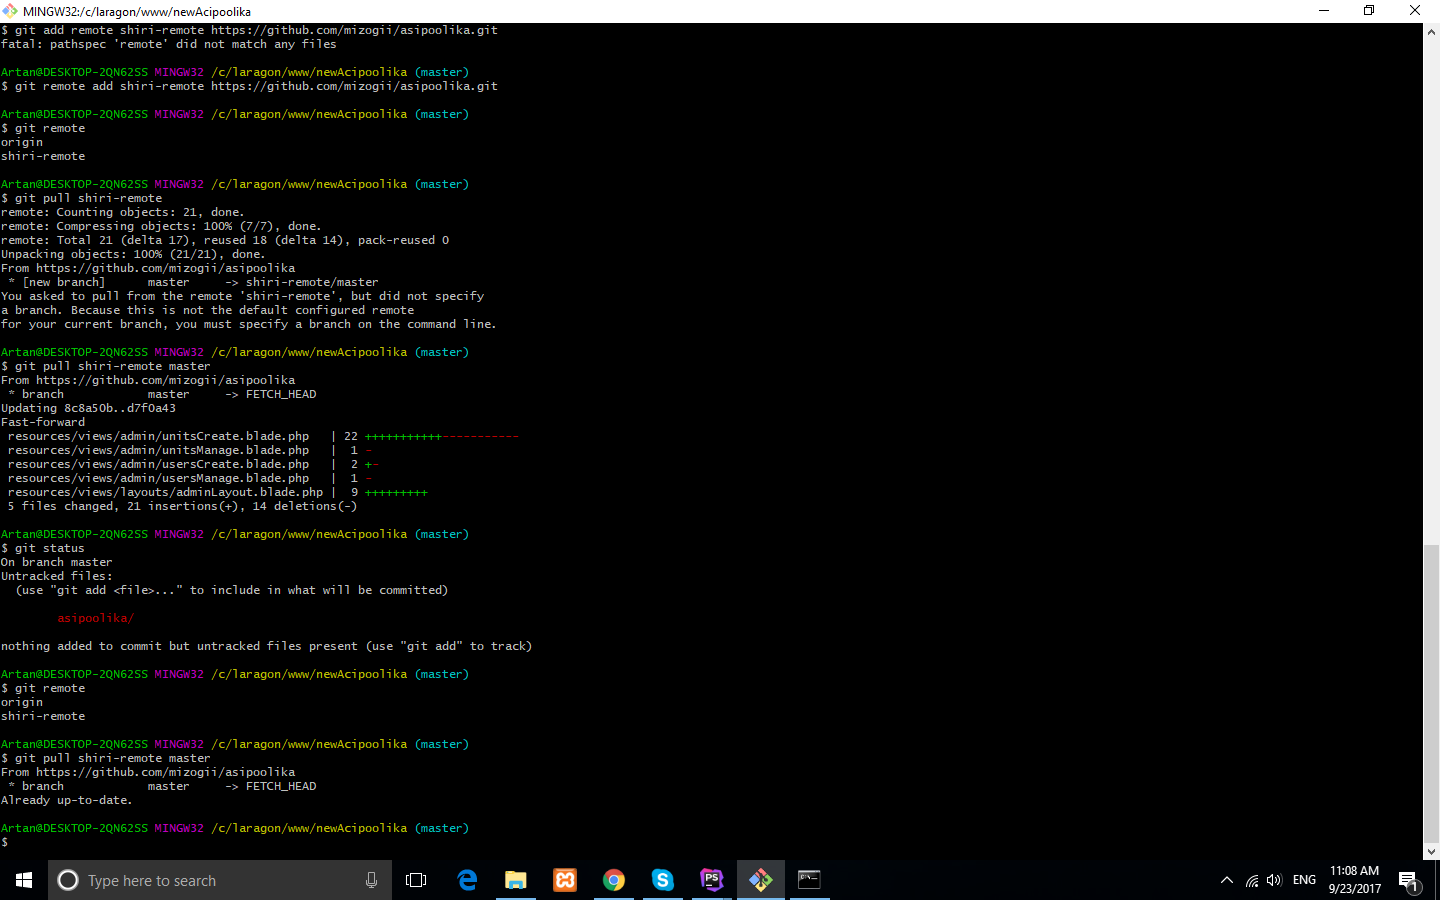 MINGW32:/c/laragon/www/newAcipoolika
$ git add remote shiri-remote https://github.com/mizogii/asipoolika.git
fatal: pathspec 'remote' did not match any files
Artan@DESKTOP-2QN62SS MINGW32 /c/laragon/www/newAcipoolika (master)
$ git remote add shiri-remote https://github.com/mizogii/asipoolika.git
Artan@DESKTOP-2QN62SS MINGW32 /c/laragon/www/newAcipoolika (master)
$ git remote
origin
shiri-remote
Artan@DESKTOP-2QN62SS MINGW32 /c/laragon/www/newAcipoolika (master)
$ git pull shiri-remote
remote: Counting objects: 21, done.
remote: Compressing objects: 100% (7/7), done.
remote: Total 21 (delta 17), reused 18 (delta 14), pack-reused 0
Unpacking objects: 100% (21/21), done.
From https://github.com/mizogii/asipoolika
 * [new branch]      master     -> shiri-remote/master
You asked to pull from the remote 'shiri-remote', but did not specify
a branch. Because this is not the default configured remote
for your current branch, you must specify a branch on the command line.
Artan@DESKTOP-2QN62SS MINGW32 /c/laragon/www/newAcipoolika (master)
$ git pull shiri-remote master
From https://github.com/mizogii/asipoolika
 * branch            master     -> FETCH_HEAD
Updating 8c8a50b..d7f0a43
Fast-forward
 resources/views/admin/unitsCreate.blade.php   | 22 +++++++++++-----------
 resources/views/admin/unitsManage.blade.php   |  1 -
 resources/views/admin/usersCreate.blade.php   |  2 +-
 resources/views/admin/usersManage.blade.php   |  1 -
 resources/views/layouts/adminLayout.blade.php |  9 +++++++++
 5 files changed, 21 insertions(+), 14 deletions(-)
Artan@DESKTOP-2QN62SS MINGW32 /c/laragon/www/newAcipoolika (master)
$ git status
On branch master
Untracked files:
  (use "git add <file>..." to include in what will be committed)
        asipoolika/
nothing added to commit but untracked files present (use "git add" to track)
Artan@DESKTOP-2QN62SS MINGW32 /c/laragon/www/newAcipoolika (master)
$ git remote
origin
shiri-remote
Artan@DESKTOP-2QN62SS MINGW32 /c/laragon/www/newAcipoolika (master)
$ git pull shiri-remote master
From https://github.com/mizogii/asipoolika
 * branch            master     -> FETCH_HEAD
Already up-to-date.
Artan@DESKTOP-2QN62SS MINGW32 /c/laragon/www/newAcipoolika (master)
$
Type here to search
PS
ENG
11:08 AM
9/23/2017
1